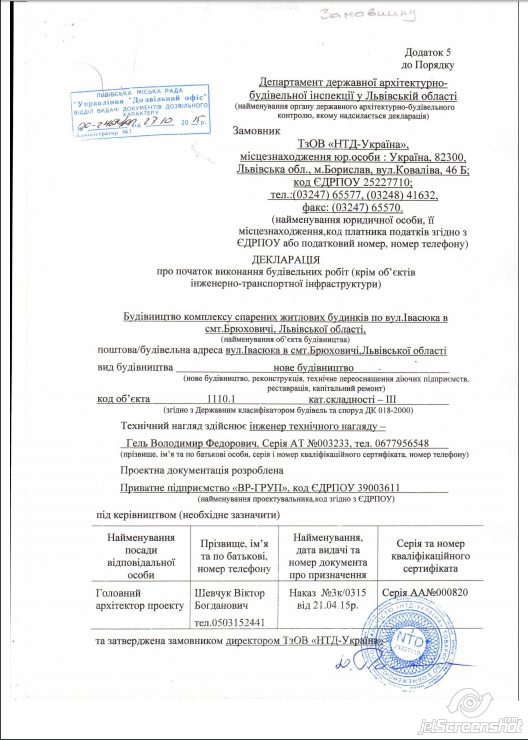 Замовнику
Додаток 5
до Порядку
ЛЬВІВСЬКА МІСЬКА РАДА
"Управління "Дозвільний офіс"
ВІДДІЛ ВИДАЧІ ДОКУМЕНТІВ ДОЗВІЛЬНОГО
ХАРАКТЕРУ
№ 27 10 20 15 р.
Адміністратор №1
Департамент державної архітектурно-
будівельної інспекції у Львівській області
(найменування органу державного архітектурно-будівельного
контролю, якому надсилається декларація)
Замовник
ТзОВ «НТД-Україна»,
місцезнаходження юр.особи : Україна, 82300,
Львівська обл., м.Борислав, вул.Коваліва, 46 Б;
код ЄДРПОУ 25227710;
тел.:(03247) 65577, (03248) 41632,
факс: (03247) 65570.
(найменування юридичної особи, її
місцезнаходження,код платника податків згідно з
ЄДРПОУ або податковий номер, номер телефону)
ДЕКЛАРАЦІЯ
про початок виконання будівельних робіт (крім об’єктів
інженерно-транспортної інфраструктури)
Будівництво комплексу спарених житлових будинків по вул.Івасюка в
смт.Брюховичі, Львівської області,
(найменування об’єкта будівництва)
поштова/будівельна адреса вул.Івасюка в смт.Брюховичі,Львівської області
вид будівництва нове будівництво
(нове будівництво, реконструкція, технічне переоснащення діючих підприємств,
реставрація, капітальний ремонт)
код об’єкта 1110.1 кат.складності – III
(згідно з Державним класифікатором будівель та споруд ДК 018-2000)
Технічний нагляд здійснює інженер технічного нагляду –
Гель Володимир Федорович, Серія АТ №003233, тел. 0677956548
(прізвище, ім’я та по батькові особи, серія і номер кваліфікаційного сертифіката, номер телефону)
Проектна документація розроблена
Приватне підприємство «ВР-ГРУП», код ЄДРПОУ 39003611
(найменування проектувальника,код згідно з ЄДРПОУ)
під керівництвом (необхідне зазначити)
Найменування посади відповідальної особи
Прізвище, ім’я та по батькові, номер телефону
Найменування, дата видачі та номер документа про призначення
Серія та номер кваліфікаційного сертифіката
Головний архітектор проекту
Шевчук Віктор Богданович
тел.0503152441
Наказ №3к/0315 від 21.04.15р.
Серія АА№000820
та затверджена замовником директором ТзОВ «НТД-Україна»
NTD
25227710
jetScreenshot.com